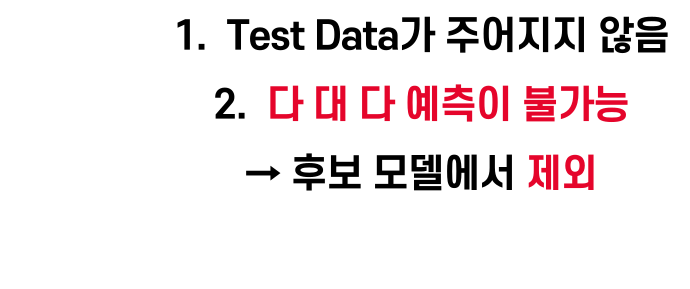 1. Test Data가 주어지지 않음
2. 다 대 다 예측이 불가능
→ 후보 모델에서 제외